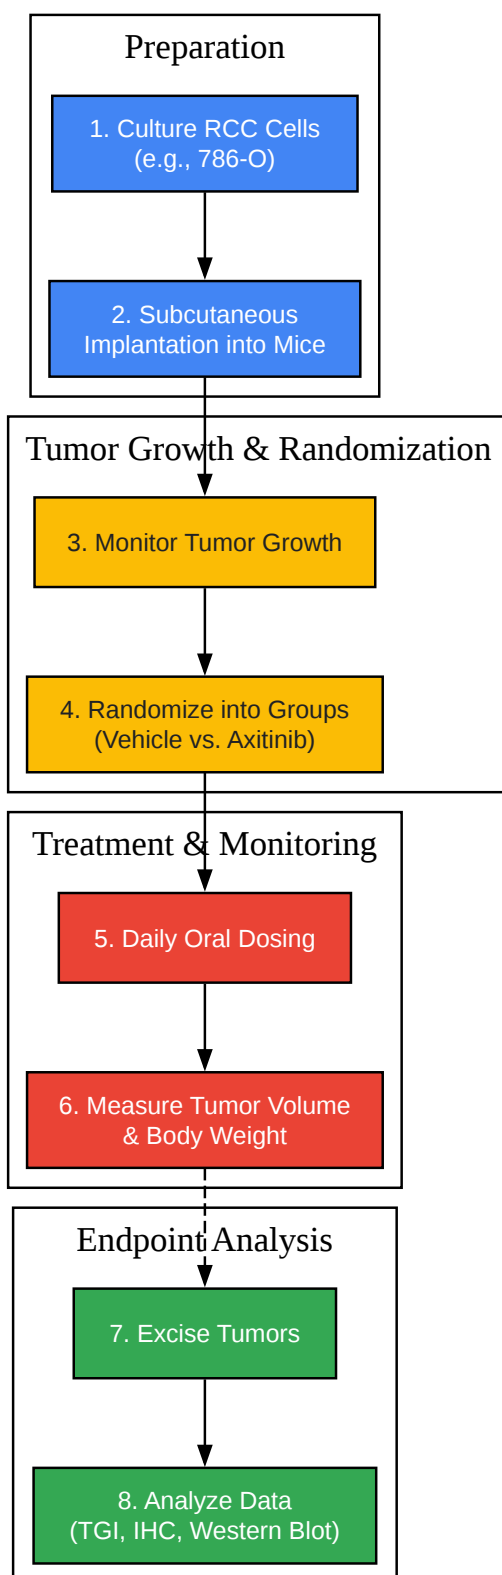 Preparation
1. Culture RCC Cells
(e.g., 786-O)
2. Subcutaneous
Implantation into Mice
Tumor Growth & Randomization
3. Monitor Tumor Growth
4. Randomize into Groups
(Vehicle vs. Axitinib)
Treatment & Monitoring
5. Daily Oral Dosing
6. Measure Tumor Volume
& Body Weight
Endpoint Analysis
7. Excise Tumors
8. Analyze Data
(TGI, IHC, Western Blot)